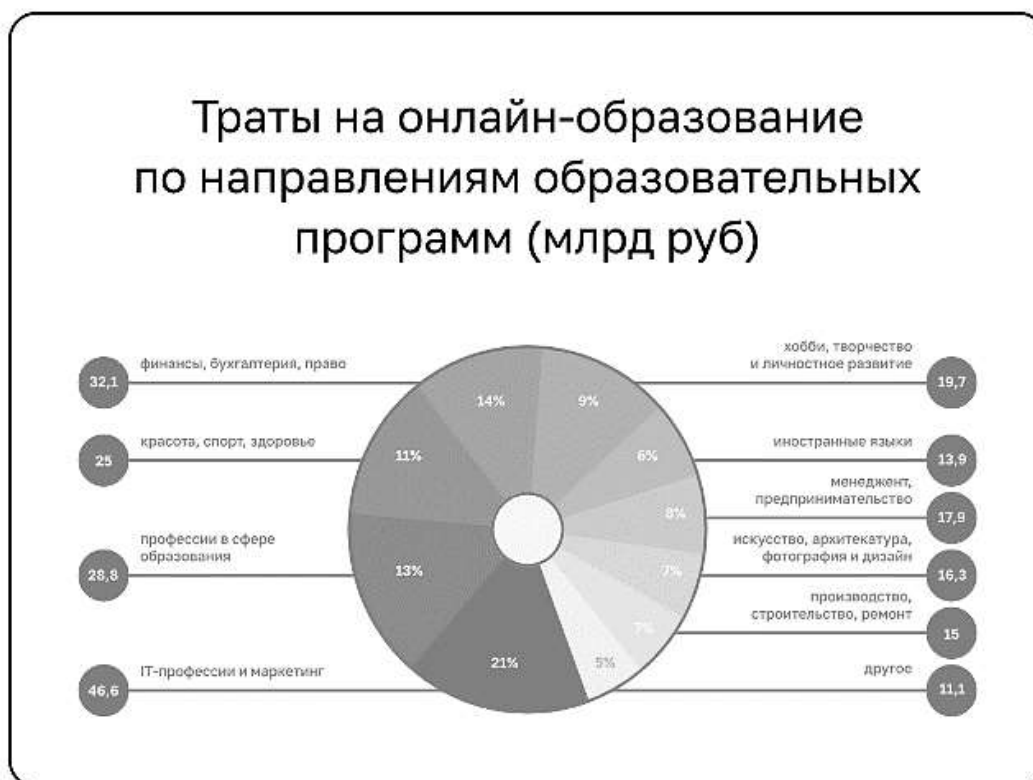 Траты на онлайн-образование
по направлениям образовательных
программ (млрд руб)
32,1
финансы, бухгалтерия, право
25
красота, спорт, здоровье
28,8
профессии в сфере
образования
46,6
IT-профессии и маркетинг
14%
9%
11%
6%
8%
13%
7%
7%
21%
5%
хобби, творчество
и личностное развитие
19,7
иностранные языки
13,9
менеджент,
предпринимательство
17,9
искусство, архитекатура,
фотография и дизайн
16,3
производство,
строительство, ремонт
15
другое
11,1